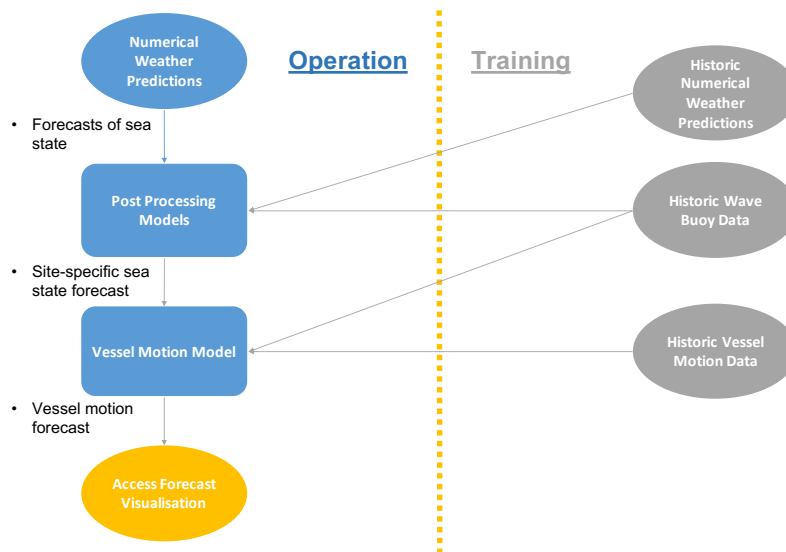 Numerical
Weather
Predictions
Operation
Training
Historic
Numerical
Weather
Predictions
• Forecasts of sea
state
Post Processing
Models
Historic Wave
Buoy Data
• Site-specific sea
state forecast
Vessel Motion Model
Historic Vessel
Motion Data
• Vessel motion
forecast
Access Forecast
Visualisation